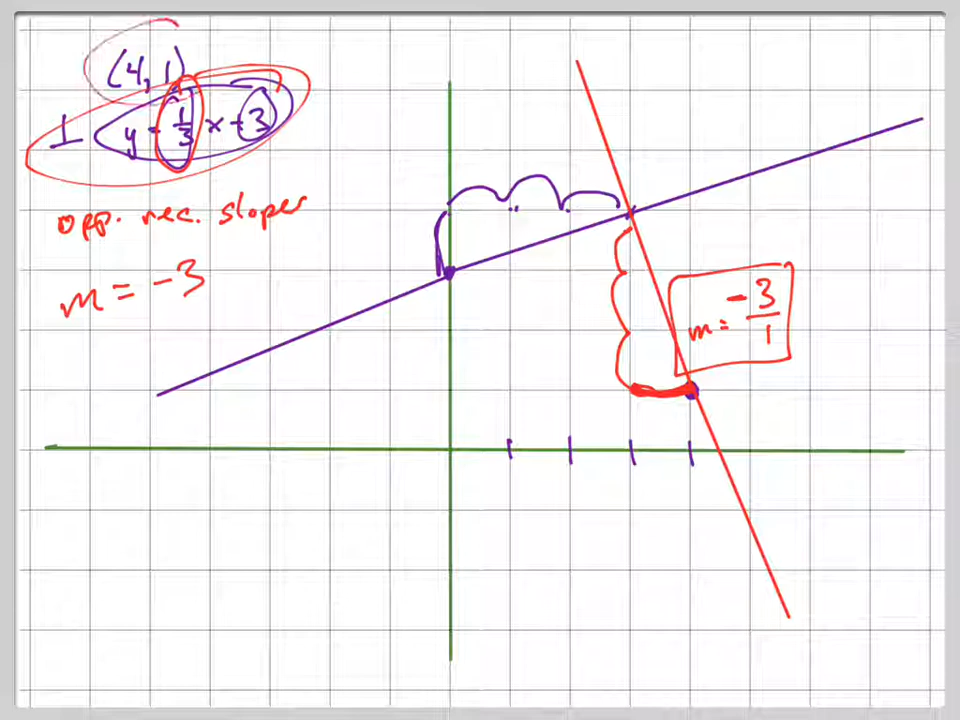 (4, 1)
⊥ y = 1/3 x - 3
opp. rec. slopes
m = -3
m = -3/1